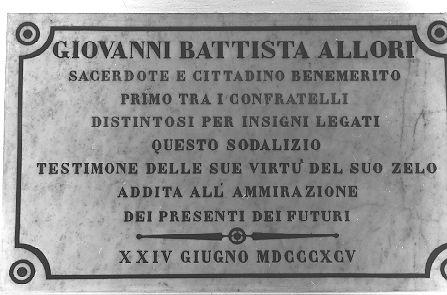 GIOVANNI BATTISTA ALLORI
SACERDOTE E CITTADINO BENEMERITO
PRIMO TRA I CONFRATELLI
DISTINTOSI PER INSIGNI LEGATI
QUESTO SODALIZIO
TESTIMONE DELLE SUE VIRTU' DEL SUO ZELO
ADDITA ALL' AMMIRAZIONE
DEI PRESENTI DEI FUTURI
XXIV GIUGNO MDCCCXCV